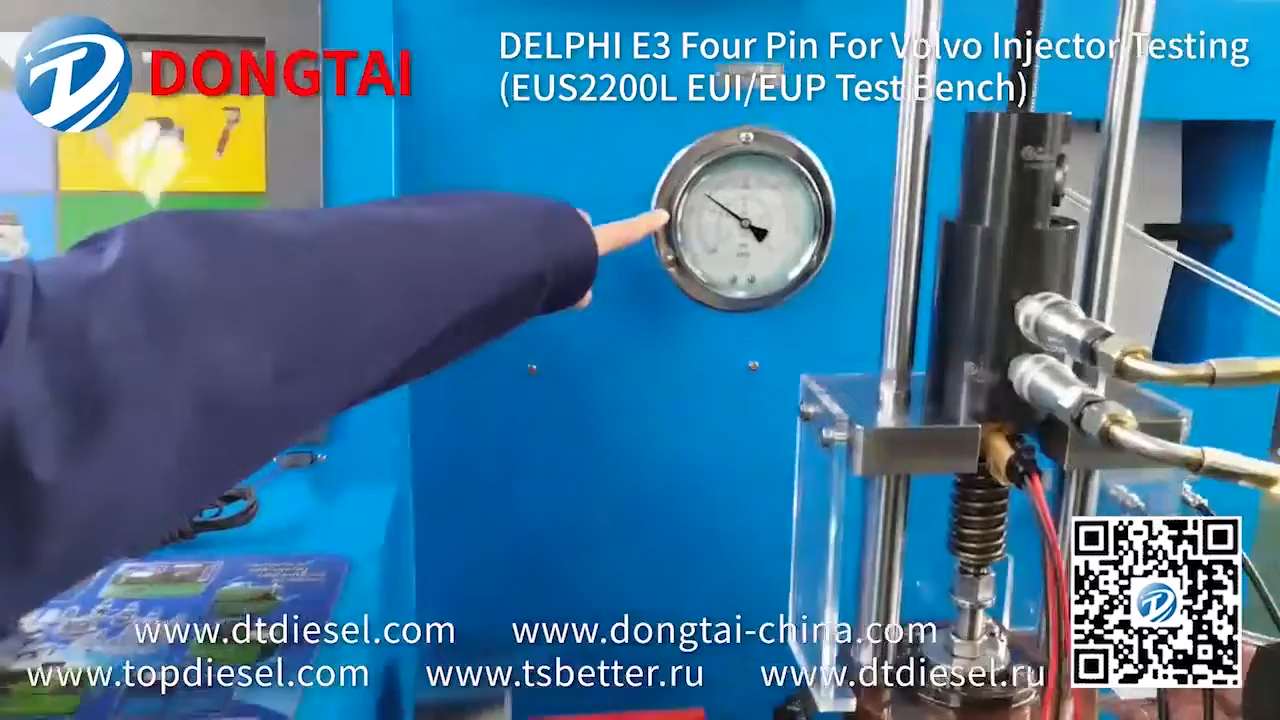 DONGTAI
DELPHI E3 Four Pin For Volvo Injector Testing
(EUS2200L EUI/EUP Test Bench)
www.dtdiesel.com www.dongtai-china.com
www.topdiesel.com www.tsbetter.ru www.dtdiesel.ru